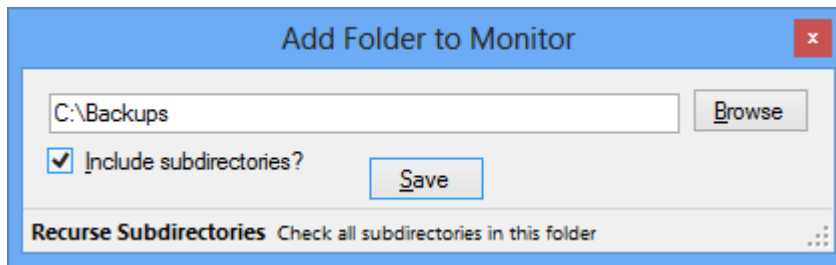 Add Folder to Monitor
x
C:\Backups
Browse
Include subdirectories?
Save
Recurse Subdirectories Check all subdirectories in this folder